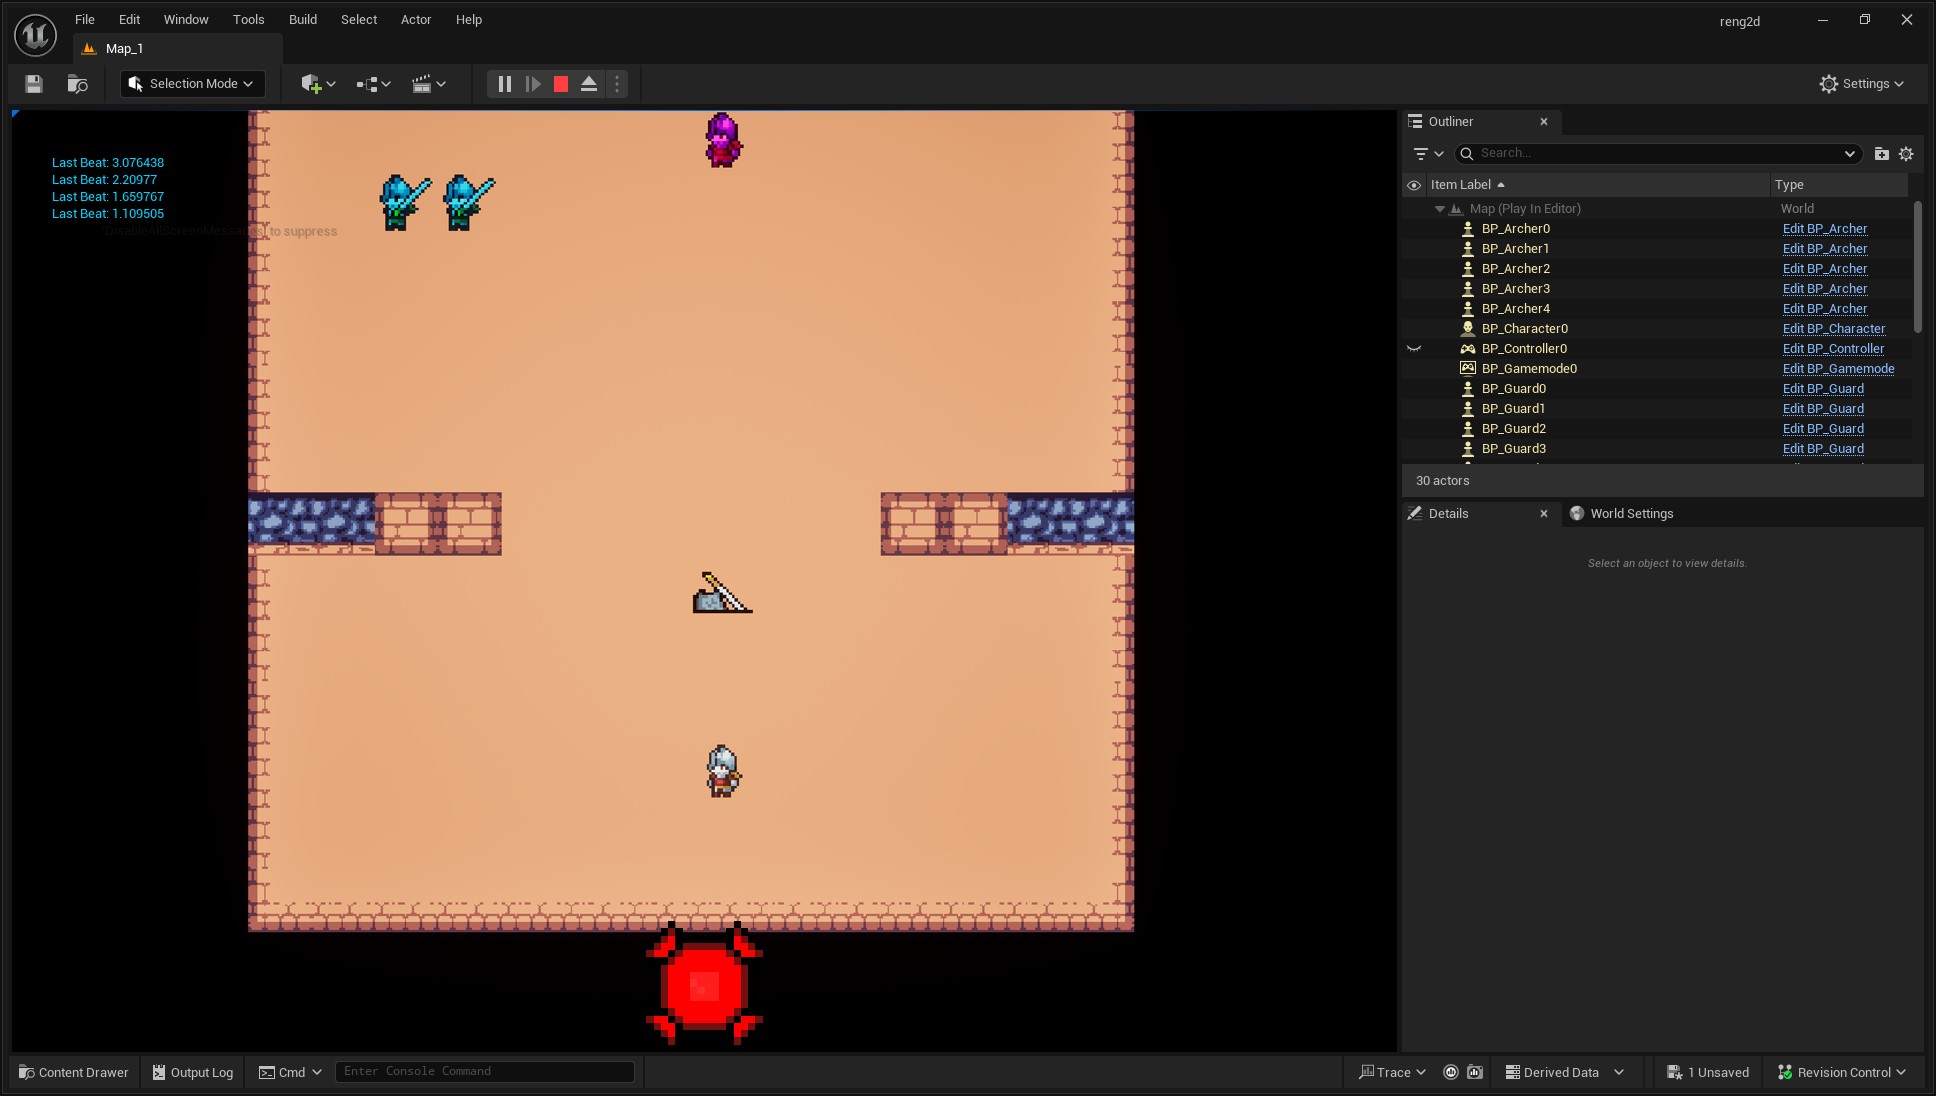 File Edit Window Tools Build Select Actor Help
reng2d
Map_1
Selection Mode
Settings
Last Beat: 3.076438
Last Beat: 2.20977
Last Beat: 1.659767
Last Beat: 1.109505
'DisableAllScreenMessages' to suppress
Outliner
Search...
Item Label Type
Map (Play In Editor) World
BP_Archer0 Edit BP_Archer
BP_Archer1 Edit BP_Archer
BP_Archer2 Edit BP_Archer
BP_Archer3 Edit BP_Archer
BP_Archer4 Edit BP_Archer
BP_Character0 Edit BP_Character
BP_Controller0 Edit BP_Controller
BP_Gamemode0 Edit BP_Gamemode
BP_Guard0 Edit BP_Guard
BP_Guard1 Edit BP_Guard
BP_Guard2 Edit BP_Guard
BP_Guard3 Edit BP_Guard
30 actors
Details World Settings
Select an object to view details.
Content Drawer Output Log Cmd Enter Console Command Trace Derived Data 1 Unsaved Revision Control